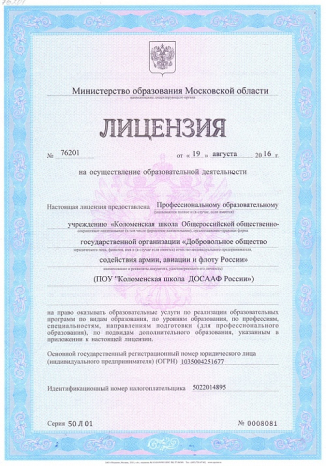 Министерство образования Московской области
ЛИЦЕНЗИЯ
№ 76201 от « 19 » августа 20 16 г.
на осуществление образовательной деятельности
Настоящая лицензия предоставлена Профессиональному образовательному
учреждению «Коломенская школа Общероссийской общественно-
государственной организации «Добровольное общество
содействия армии, авиации и флоту России»
(ПОУ "Коломенская школа ДОСААФ России»)
на право оказывать образовательные услуги по реализации образовательных
программ по видам образования, по уровням образования, по профессиям,
специальностям, направлениям подготовки (для профессионального
образования), по подвидам дополнительного образования, указанным в
приложении к настоящей лицензии.
Основной государственный регистрационный номер юридического лица
(индивидуального предпринимателя) (ОГРН) 1035004251677
Идентификационный номер налогоплательщика 5022014895
Серия 50 Л 01 № 0008081